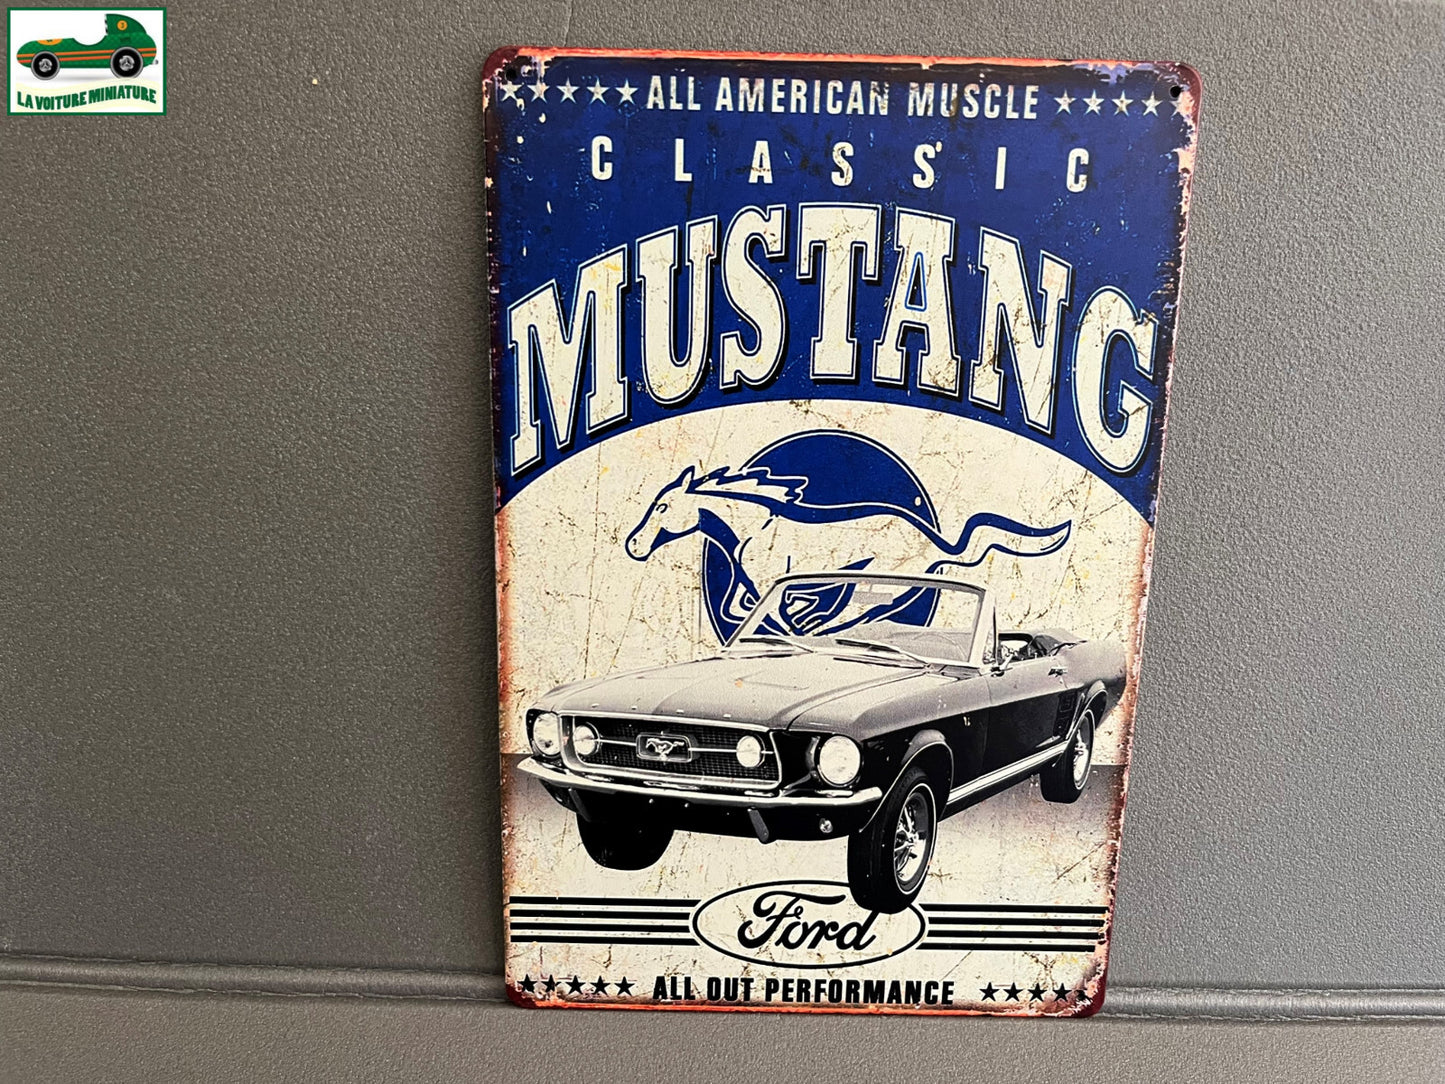 LA VOITURE MINIATURE
ALL AMERICAN MUSCLE
CLASSIC
MUSTANG
Ford
ALL OUT PERFORMANCE